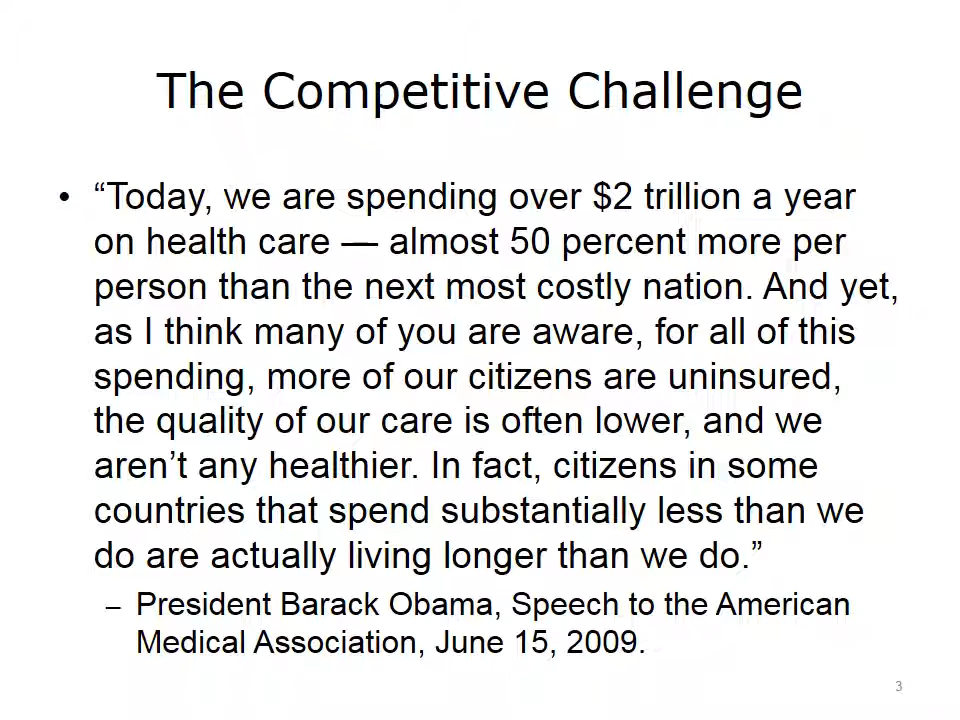 The Competitive Challenge
• “Today, we are spending over $2 trillion a year
on health care — almost 50 percent more per
person than the next most costly nation. And yet,
as I think many of you are aware, for all of this
spending, more of our citizens are uninsured,
the quality of our care is often lower, and we
aren’t any healthier. In fact, citizens in some
countries that spend substantially less than we
do are actually living longer than we do.”
– President Barack Obama, Speech to the American
Medical Association, June 15, 2009.
3